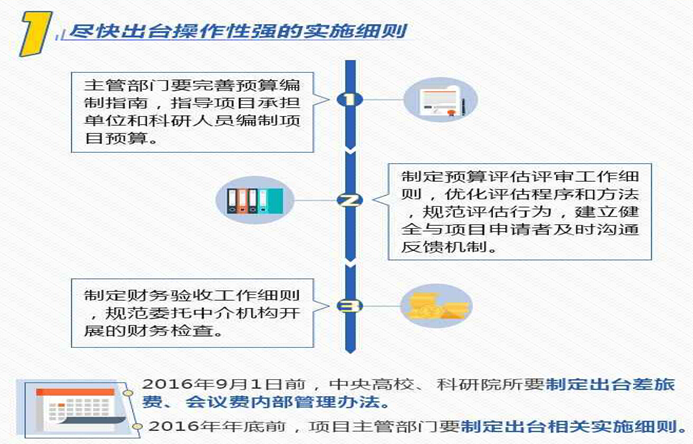 1 尽快出台操作性强的实施细则
主管部门要完善预算编
制指南，指导项目承担
单位和科研人员编制项
目预算。
1
2
制定预算评估评审工作细
则，优化评估程序和方法
，规范评估行为，建立健
全与项目申请者及时沟通
反馈机制。
制定财务验收工作细则
，规范委托中介机构开
展的财务检查。
3
2016年9月1日前，中央高校、科研院所要制定出台差旅
费、会议费内部管理办法。
2016年年底前，项目主管部门要制定出台相关实施细则。